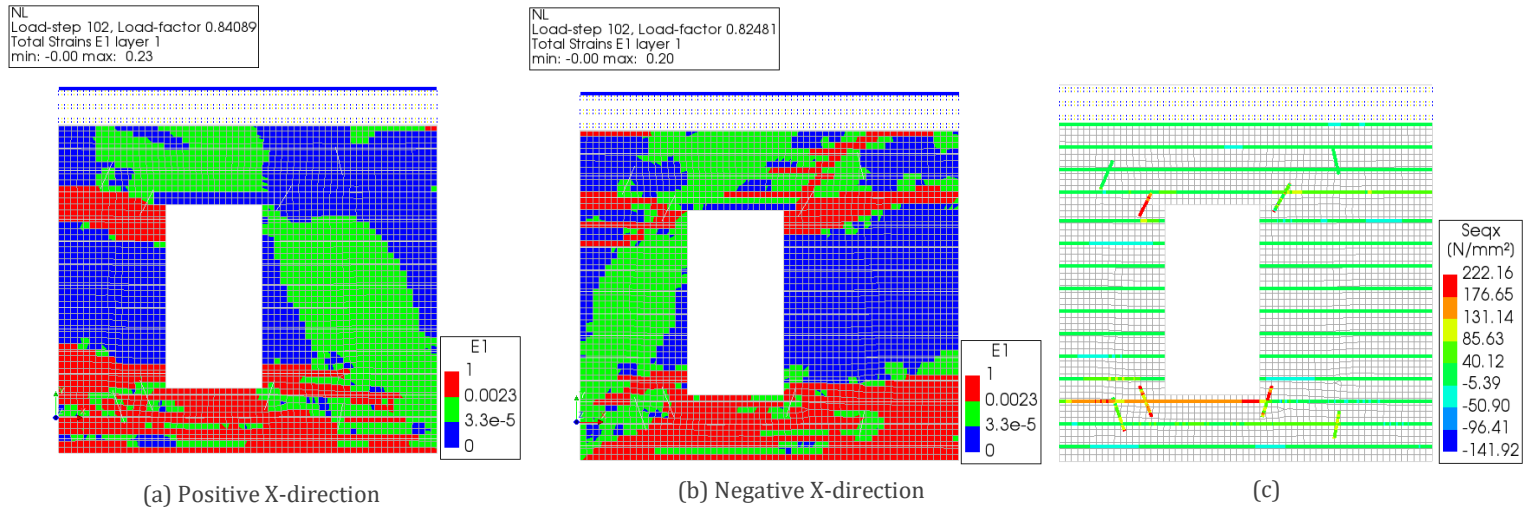 NL
Load-step 102, Load-factor 0.84089
Total Strains E1 layer 1
min: -0.00 max: 0.23
E1
1
0.0023
3.3e-5
0
(a) Positive X-direction
NL
Load-step 102, Load-factor 0.82481
Total Strains E1 layer 1
min: -0.00 max: 0.20
E1
1
0.0023
3.3e-5
0
(b) Negative X-direction
Seqx
(N/mm²)
222.16
176.65
131.14
85.63
40.12
-5.39
-50.90
-96.41
-141.92
(c)